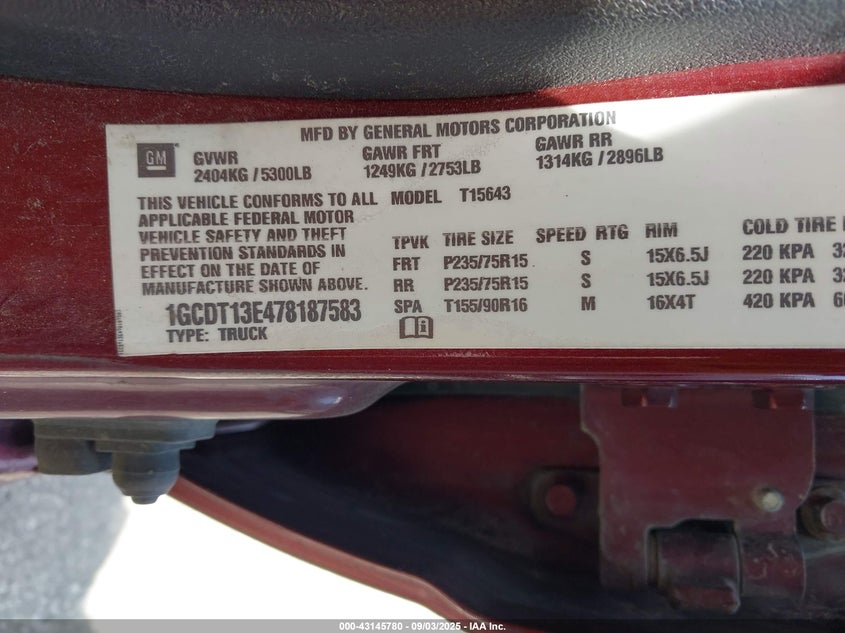 MFD BY GENERAL MOTORS CORPORATION
GM
GVWR GAWR FRT GAWR RR
2404KG / 5300LB 1249KG / 2753LB 1314KG / 2896LB
THIS VEHICLE CONFORMS TO ALL
APPLICABLE FEDERAL MOTOR
VEHICLE SAFETY AND THEFT
PREVENTION STANDARDS IN
EFFECT ON THE DATE OF
MANUFACTURE SHOWN ABOVE.
1GCDT13E478187583
TYPE: TRUCK
MODEL T15643
TPVK TIRE SIZE SPEED RTG RIM COLD TIRE
FRT P235/75R15 S 15X6.5J 220 KPA
RR P235/75R15 S 15X6.5J 220 KPA
SPA T155/90R16 M 16X4T 420 KPA
000-43145780 - 09/03/2025 - IAA Inc.